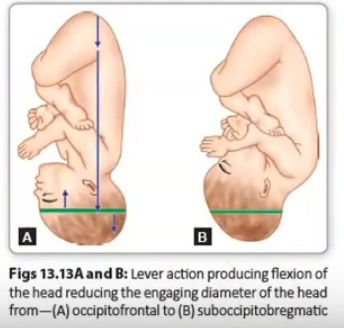 A
B
Figs 13.13A and B: Lever action producing flexion of
the head reducing the engaging diameter of the head
from—(A) occipitofrontal to (B) suboccipitobregmatic